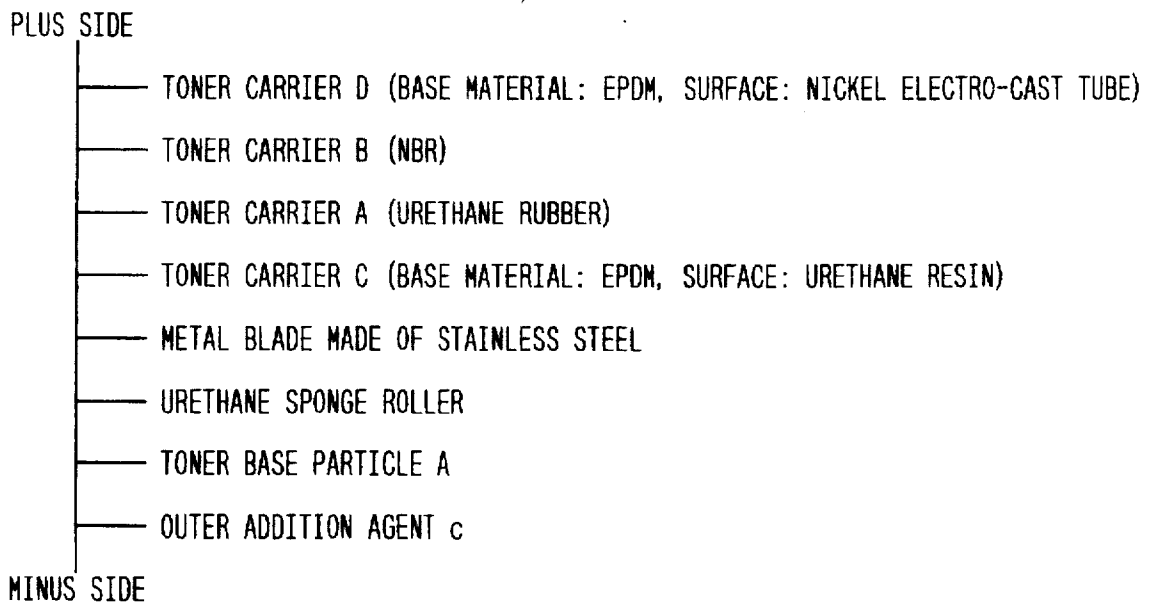 PLUS SIDE
TONER CARRIER D (BASE MATERIAL: EPDM, SURFACE: NICKEL ELECTRO-CAST TUBE)
TONER CARRIER B (NBR)
TONER CARRIER A (URETHANE RUBBER)
TONER CARRIER C (BASE MATERIAL: EPDM, SURFACE: URETHANE RESIN)
METAL BLADE MADE OF STAINLESS STEEL
URETHANE SPONGE ROLLER
TONER BASE PARTICLE A
OUTER ADDITION AGENT c
MINUS SIDE